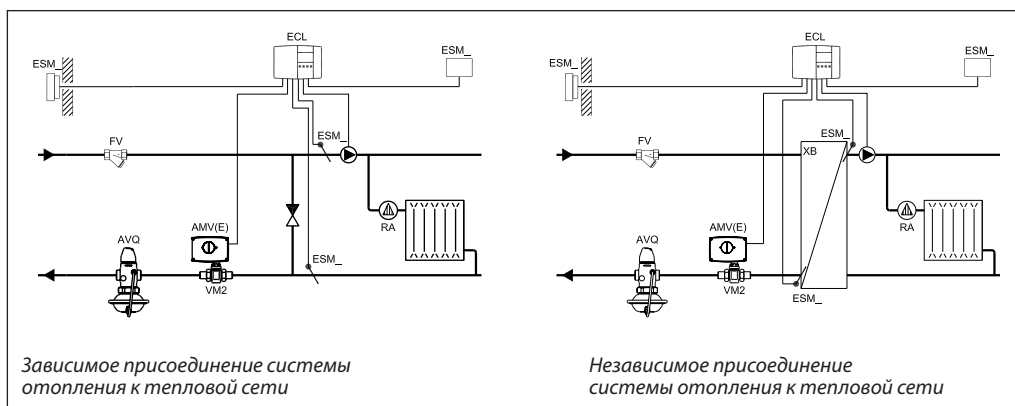 ECL
ESM_
ESM_
FV
ESM_
AMV(E)
RA
AVQ
ESM_
VM2
Зависимое присоединение системы
отопления к тепловой сети
ECL
ESM_
ESM_
FV
ESM_
XB
AMV(E)
RA
AVQ
VM2
ESM_
Независимое присоединение
системы отопления к тепловой сети